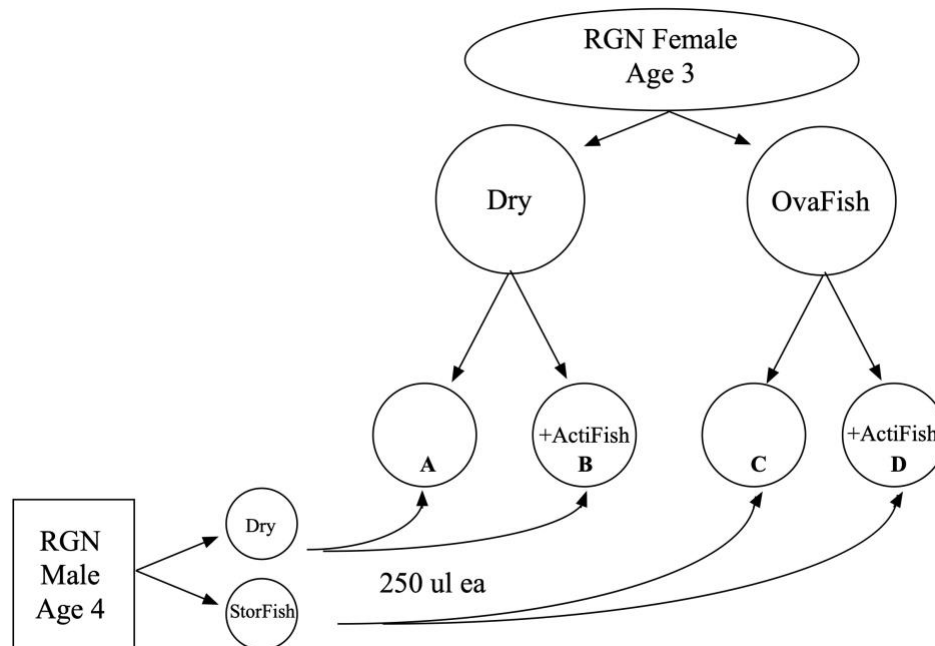 RGN Female
Age 3
Dry
OvaFish
+ActiFish
A
B
C
+ActiFish
D
RGN
Male
Age 4
Dry
StorFish
250 ul ea